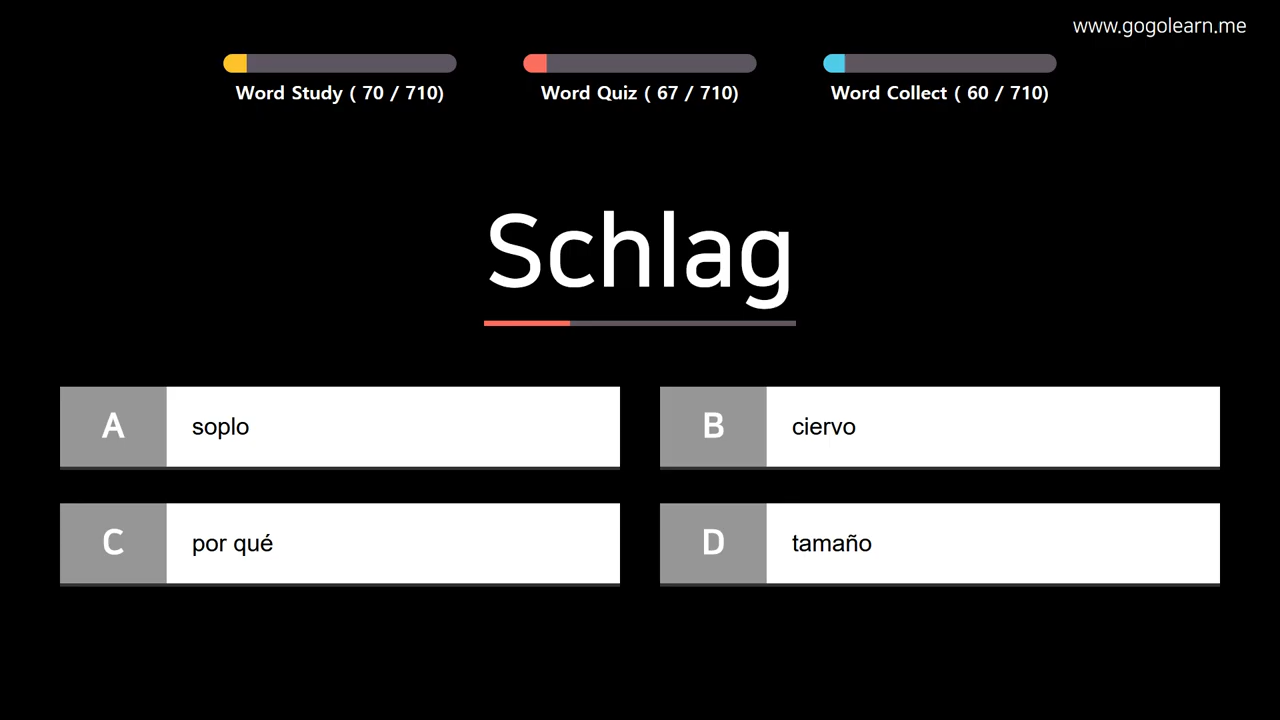 www.gogolearn.me
Word Study ( 70 / 710)
Word Quiz ( 67 / 710)
Word Collect ( 60 / 710)
Schlag
A soplo
B ciervo
C por qué
D tamaño